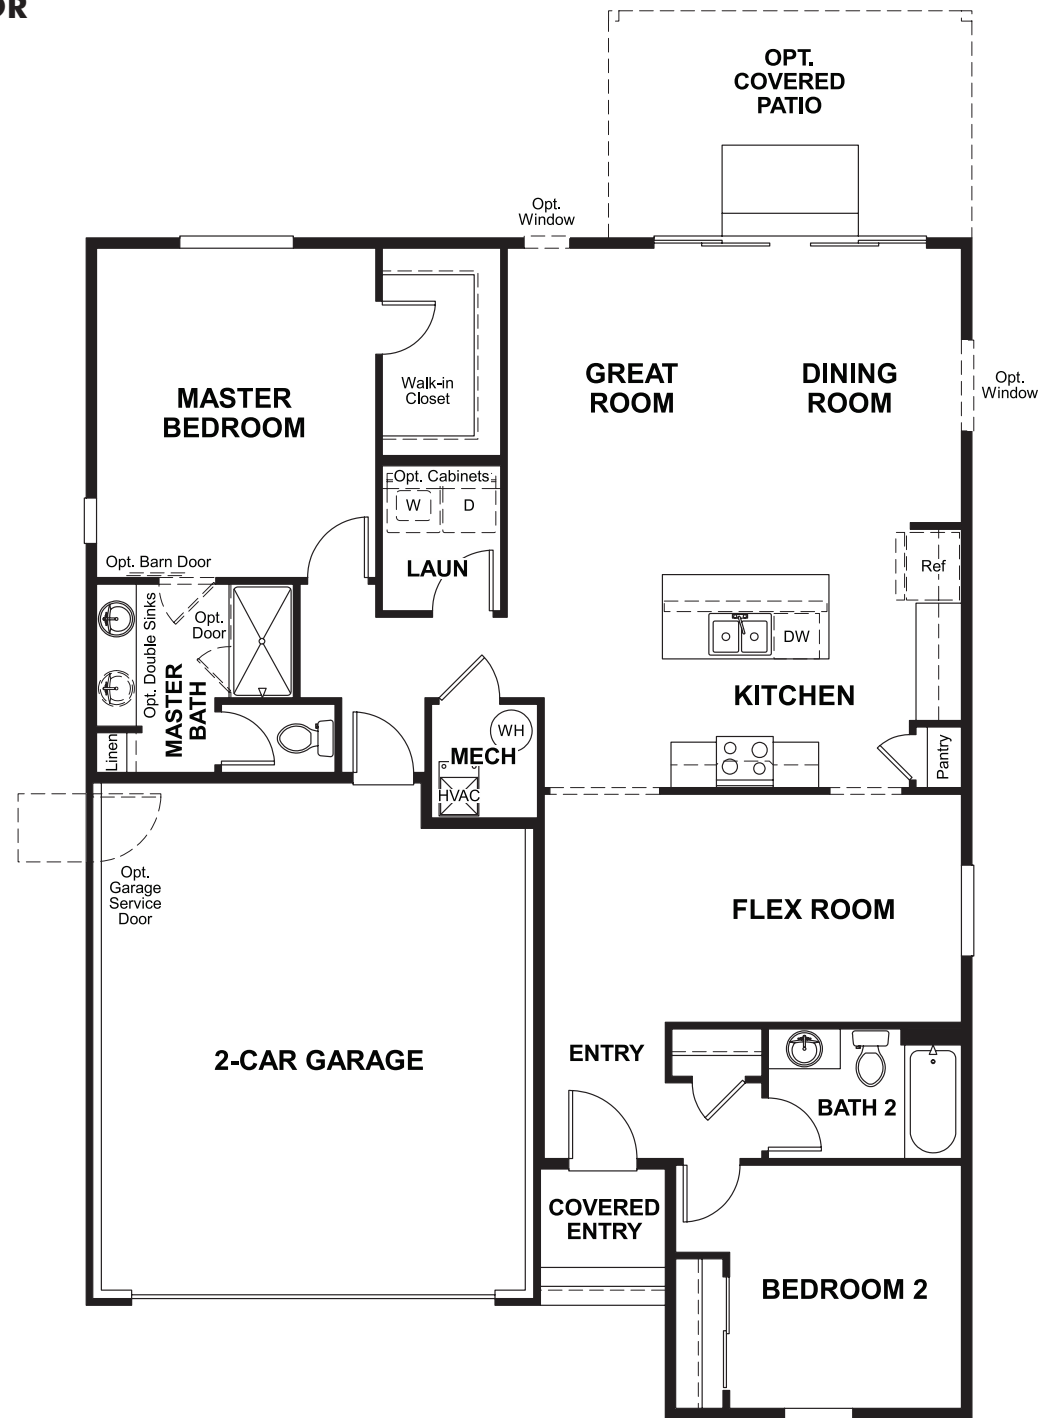 OPT.
COVERED
PATIO
Opt.
Window
GREAT
ROOM
DINING
ROOM
Opt.
Window
MASTER
BEDROOM
Walk-in
Closet
Opt. Cabinets
W
D
LAUN
Opt. Barn Door
Opt. Double Sinks
Opt.
Door
MASTER
BATH
Linen
Ref
DW
KITCHEN
Pantry
WH
MECH
HVAC
Opt.
Garage
Service
Door
FLEX ROOM
2-CAR GARAGE
ENTRY
BATH 2
COVERED
ENTRY
BEDROOM 2